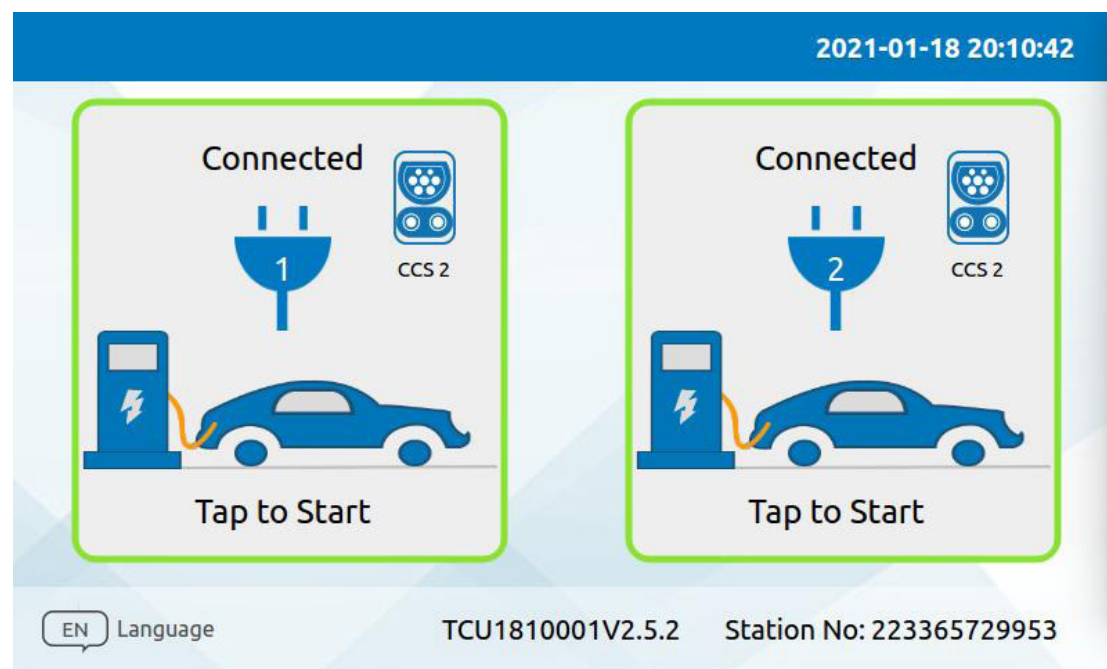 2021-01-18 20:10:42
Connected
1
CCS 2
Tap to Start
Connected
2
CCS 2
Tap to Start
EN Language
TCU1810001V2.5.2
Station No: 223365729953